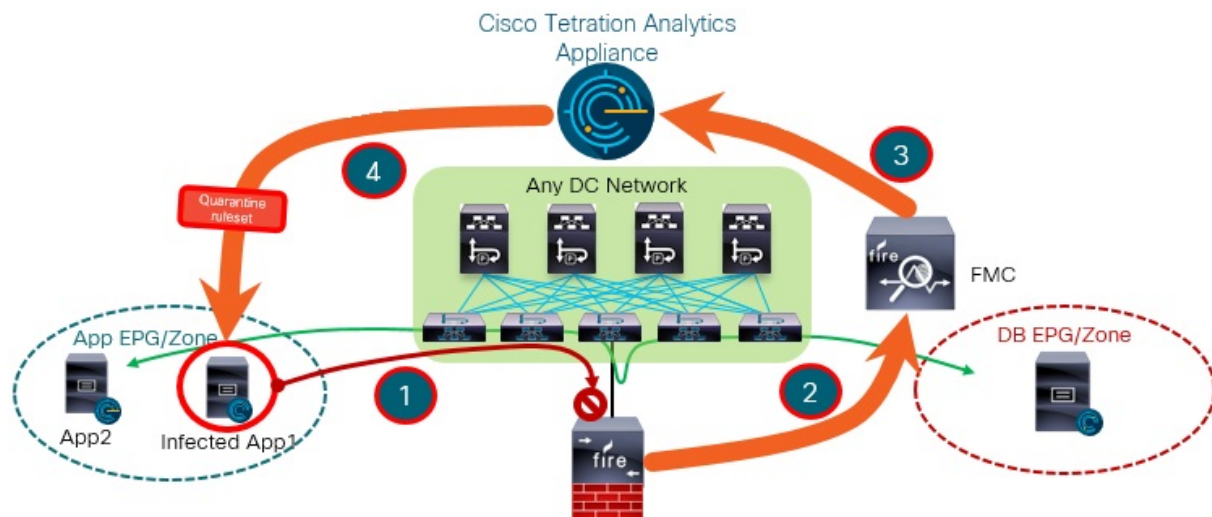 Cisco Tetration Analytics
Appliance
4
3
Any DC Network
Quarantine
ruleset
P
P
P
P
fire
FMC
App EPG/Zone
DB EPG/Zone
1
2
App2
Infected App1
fire